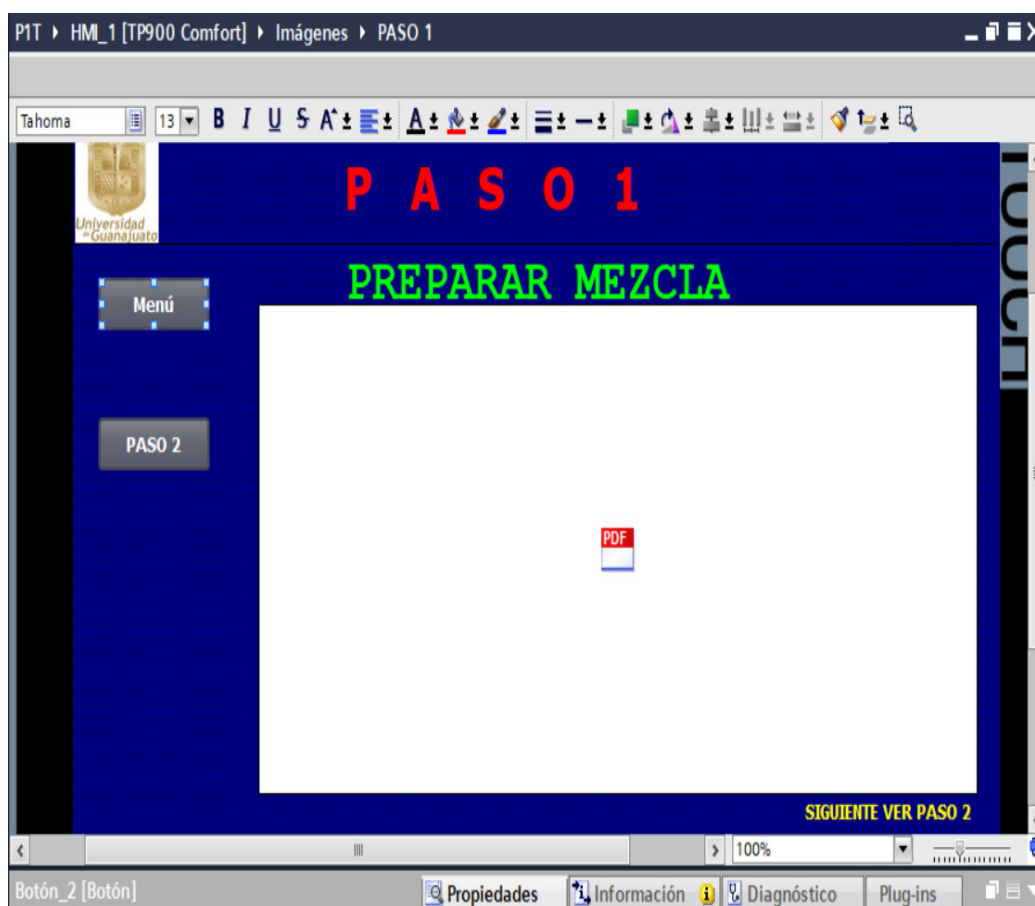 P1T ▸ HMI_1 [TP900 Comfort] ▸ Imágenes ▸ PASO 1
Tahoma 13 B I U S A A
Universidad
de Guanajuato
P A S O 1
TOUCH
PREPARAR MEZCLA
Menú
PASO 2
PDF
SIGUIENTE VER PASO 2
100%
Botón_2 [Botón] Propiedades Información Diagnóstico Plug-ins